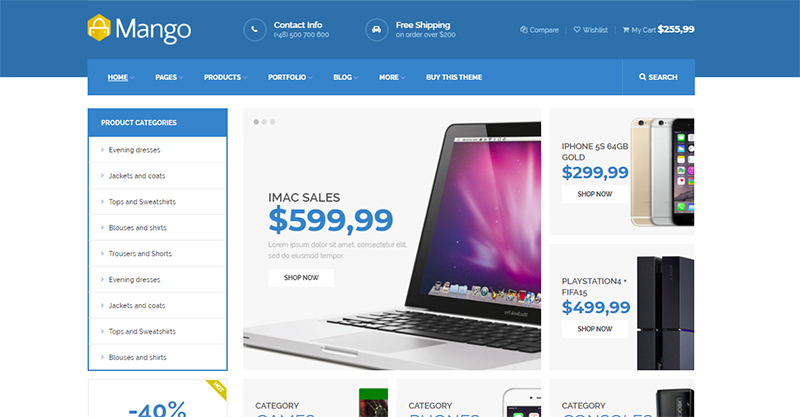 Mango
Contact Info
(+48) 500 700 600
Free Shipping
on order over $200
Compare
Wishlist
My Cart $255,99
HOME PAGES PRODUCTS PORTFOLIO BLOG MORE BUY THIS THEME SEARCH
PRODUCT CATEGORIES
Evening dresses
Jackets and coats
Tops and Sweatshirts
Blouses and shirts
Trousers and Shorts
Evening dresses
Jackets and coats
Tops and Sweatshirts
Blouses and shirts
-40%
HOT
IMAC SALES
$599,99
Lorem ipsum dolor sit amet, consectetur elit,
sed do eiusmod tempor.
SHOP NOW
IPHONE 5S 64GB
GOLD
$299,99
SHOP NOW
PLAYSTATION4 +
FIFA15
$499,99
SHOP NOW
CATEGORY
GAMES
CATEGORY
PHONES
CATEGORY
CONSOLES